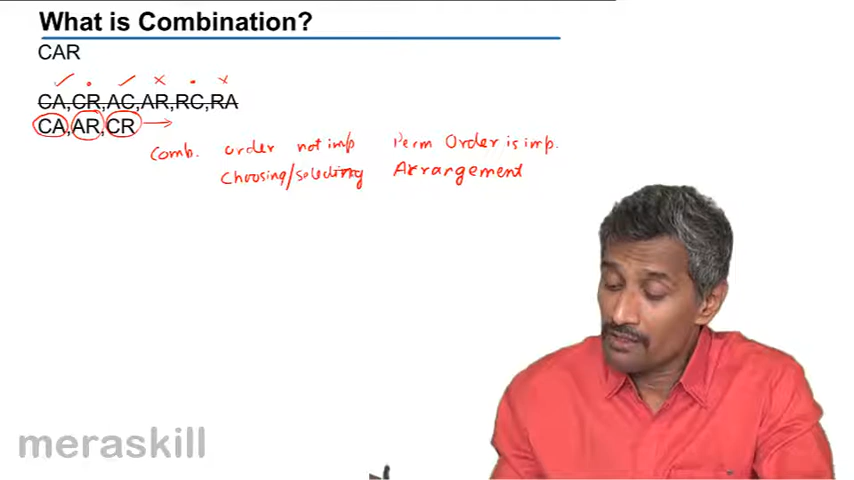 What is Combination?
CAR
CA,CR,AC,AR,RC,RA
CA,AR,CR
Comb. order not imp Perm Order is imp.
Choosing/selecting Arrangement
meraskill